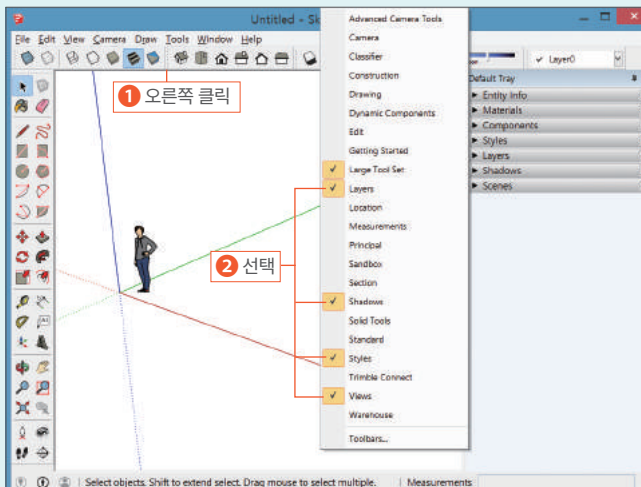 Untitled - Sk
File Edit View Camera Draw Tools Window Help
Layer0
1 오른쪽 클릭
2 선택
Advanced Camera Tools
Camera
Classifier
Construction
Drawing
Dynamic Components
Edit
Getting Started
Large Tool Set
Layers
Location
Measurements
Principal
Sandbox
Section
Shadows
Solid Tools
Standard
Styles
Trimble Connect
Views
Warehouse
Toolbars...
Default Tray
Entity Info
Materials
Components
Styles
Layers
Shadows
Scenes
Select objects. Shift to extend select. Drag mouse to select multiple.
Measurements